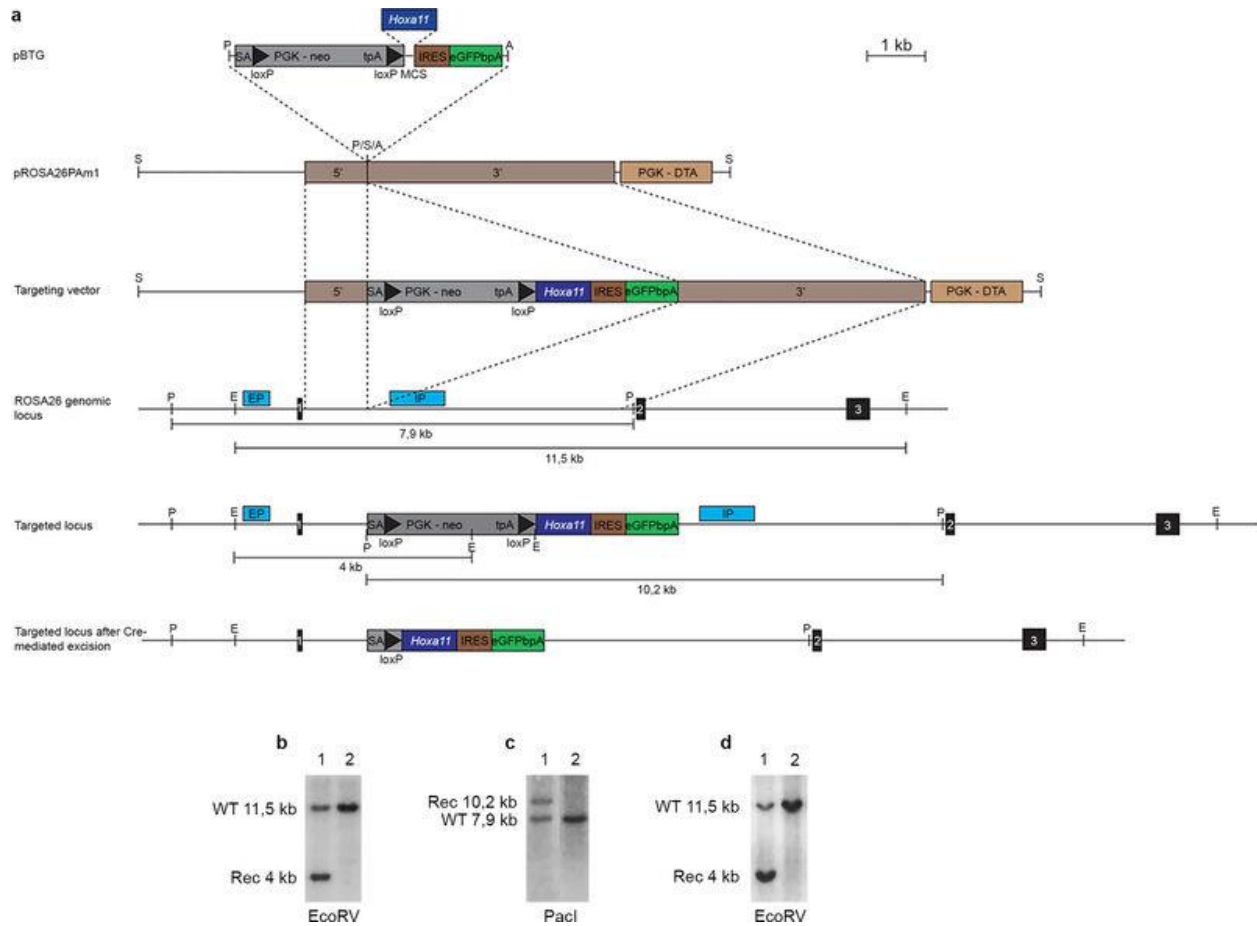 a
Hoxa11
pBTG
P
SA
PGK - neo
tpA
IRES
eGFPbpA
A
1 kb
loxP
loxP MCS
P/S/A
pROSA26PAm1
S
5'
3'
PGK - DTA
S
Targeting vector
S
5'
SA
PGK - neo
tpA
Hoxa11
IRES
eGFPbpA
3'
PGK - DTA
S
loxP
loxP
ROSA26 genomic
locus
P
E
EP
1
IP
P
2
3
E
7,9 kb
11,5 kb
Targeted locus
P
E
EP
1
SA
PGK - neo
tpA
Hoxa11
IRES
eGFPbpA
IP
P
2
3
E
P
loxP
E
loxP
E
4 kb
10,2 kb
Targeted locus after Cre-
mediated excision
P
E
1
SA
Hoxa11
IRES
eGFPbpA
P
2
3
E
loxP
b
1 2
WT 11,5 kb
Rec 4 kb
EcoRV
c
1 2
Rec 10,2 kb
WT 7,9 kb
PacI
d
1 2
WT 11,5 kb
Rec 4 kb
EcoRV